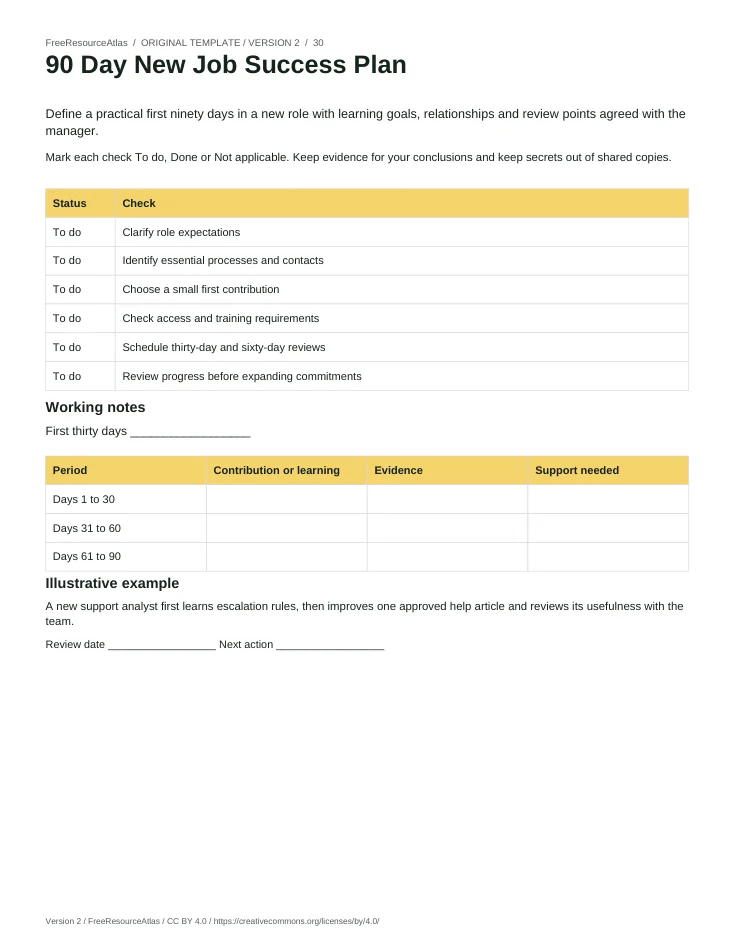 FreeResourceAtlas / ORIGINAL TEMPLATE / VERSION 2 / 30
90 Day New Job Success Plan
Define a practical first ninety days in a new role with learning goals, relationships and review points agreed with the
manager.
Mark each check To do, Done or Not applicable. Keep evidence for your conclusions and keep secrets out of shared copies.
Status Check
To do Clarify role expectations
To do Identify essential processes and contacts
To do Choose a small first contribution
To do Check access and training requirements
To do Schedule thirty-day and sixty-day reviews
To do Review progress before expanding commitments
Working notes
First thirty days __________________
Period Contribution or learning Evidence Support needed
Days 1 to 30
Days 31 to 60
Days 61 to 90
Illustrative example
A new support analyst first learns escalation rules, then improves one approved help article and reviews its usefulness with the
team.
Review date __________________ Next action __________________
Version 2 / FreeResourceAtlas / CC BY 4.0 / https://creativecommons.org/licenses/by/4.0/